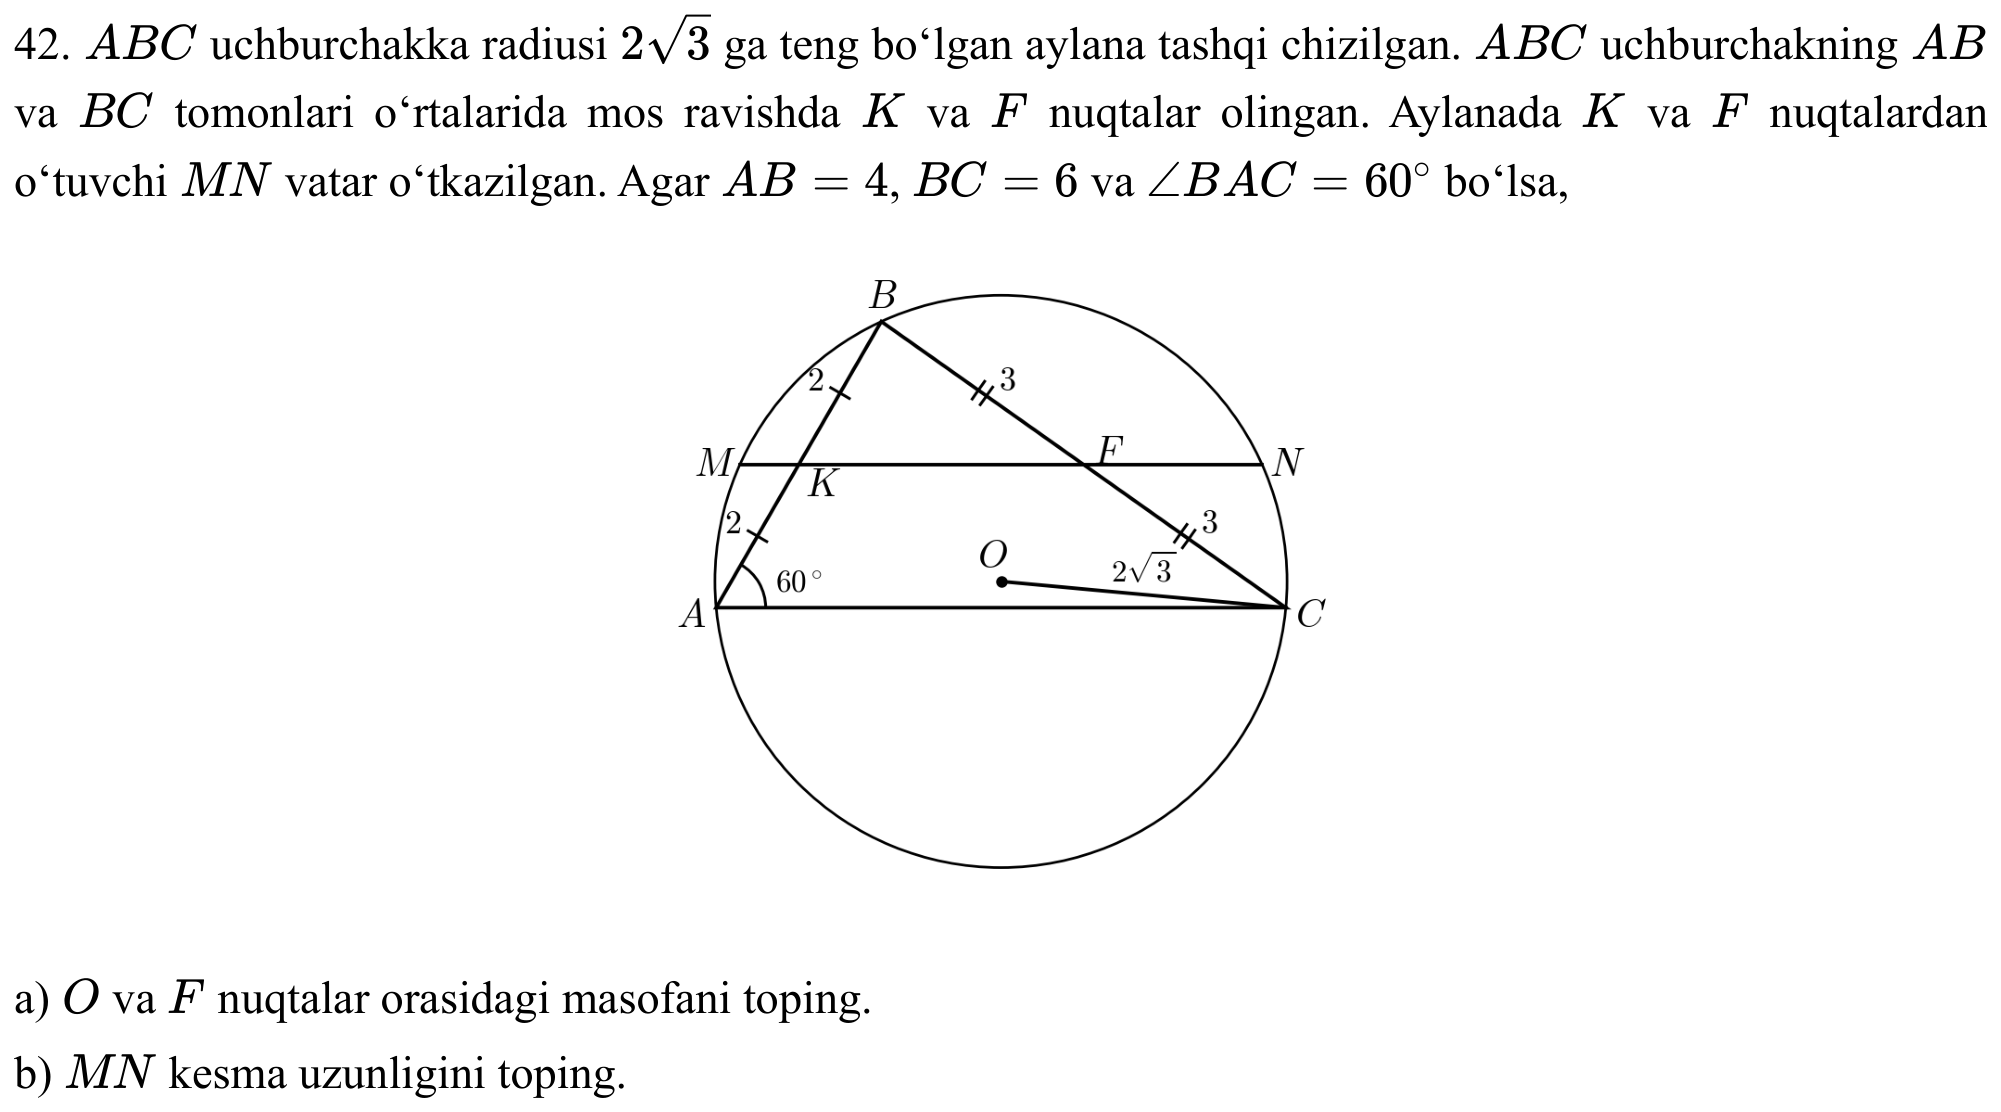 42. ABC uchburchakka radiusi 2√3 ga teng bo‘lgan aylana tashqi chizilgan. ABC uchburchakning AB
va BC tomonlari o‘rtalarida mos ravishda K va F nuqtalar olingan. Aylanada K va F nuqtalardan
o‘tuvchi MN vatar o‘tkazilgan. Agar AB = 4, BC = 6 va ∠BAC = 60° bo‘lsa,
B
2
3
M
K
F
N
2
3
O
2√3
60°
A
C
a) O va F nuqtalar orasidagi masofani toping.
b) MN kesma uzunligini toping.